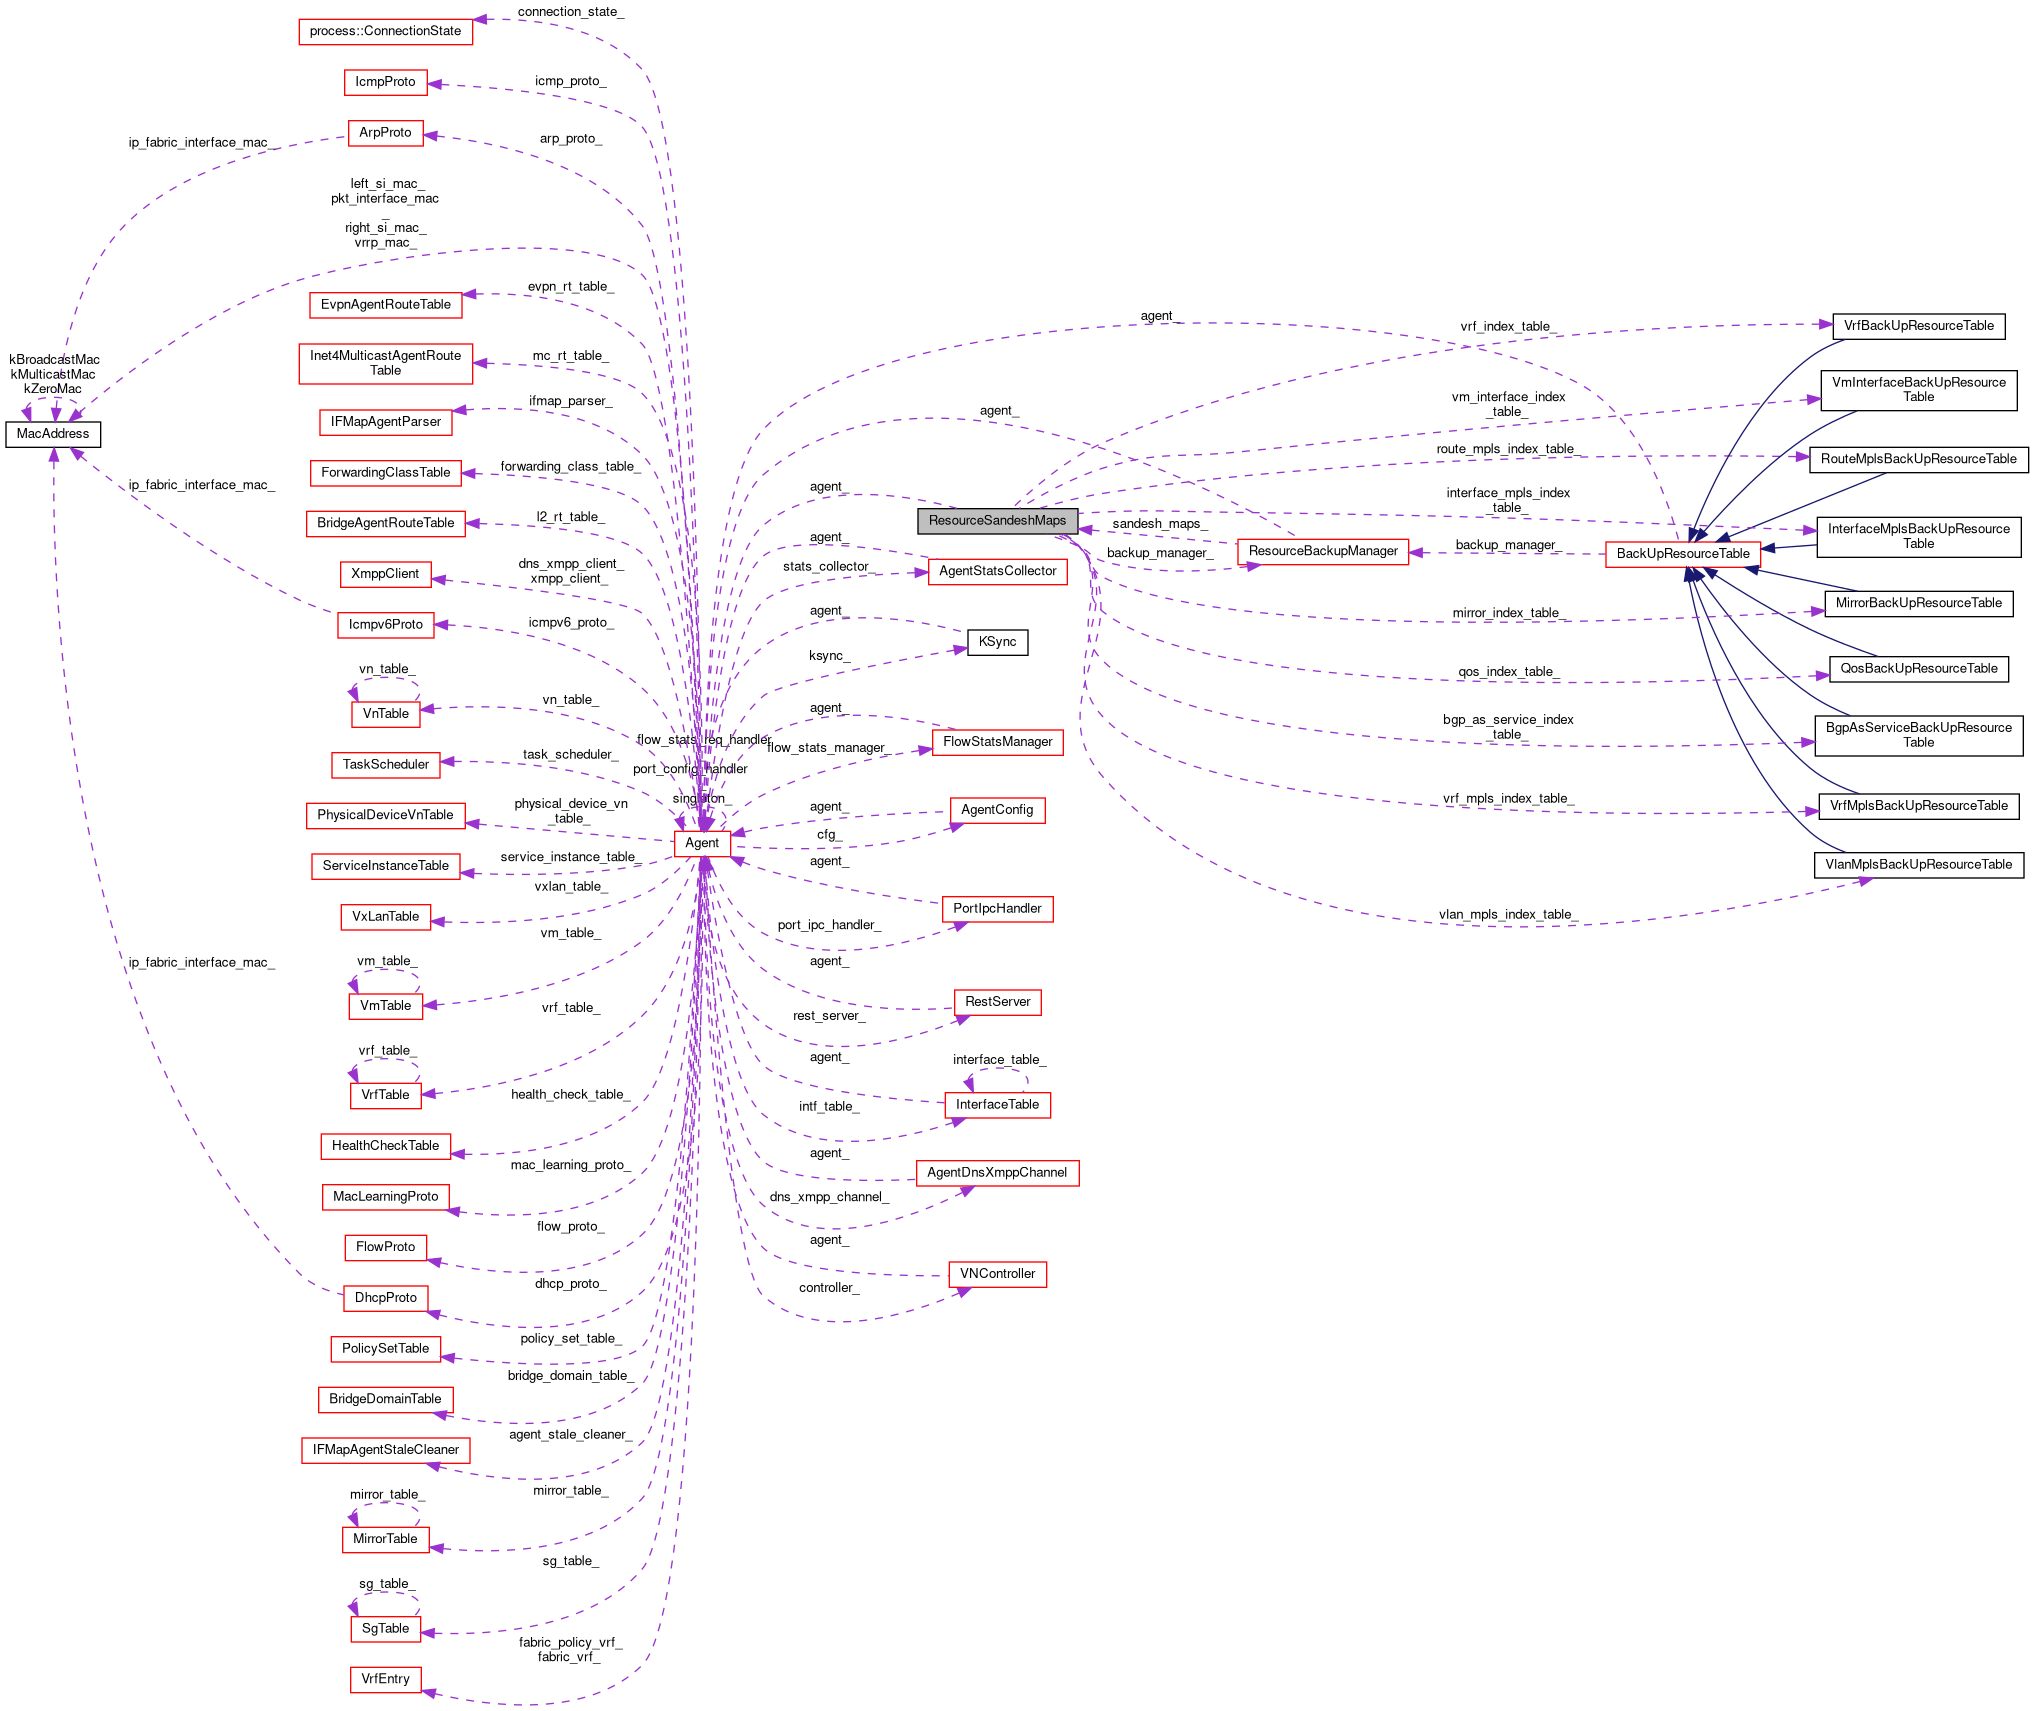 connection_state_
process::ConnectionState
icmp_proto_
IcmpProto
arp_proto_
ArpProto
ip_fabric_interface_mac_
left_si_mac_
pkt_interface_mac
_
right_si_mac_
vrrp_mac_
evpn_rt_table_
EvpnAgentRouteTable
mc_rt_table_
Inet4MulticastAgentRoute
Table
kBroadcastMac
kMulticastMac
kZeroMac
MacAddress
ifmap_parser_
IFMapAgentParser
forwarding_class_table_
ForwardingClassTable
ip_fabric_interface_mac_
l2_rt_table_
BridgeAgentRouteTable
dns_xmpp_client_
xmpp_client_
XmppClient
icmpv6_proto_
Icmpv6Proto
vn_table_
vn_table_
VnTable
task_scheduler_
TaskScheduler
physical_device_vn
_table_
PhysicalDeviceVnTable
service_instance_table_
ServiceInstanceTable
vxlan_table_
VxLanTable
vm_table_
vm_table_
VmTable
ip_fabric_interface_mac_
vrf_table_
vrf_table_
VrfTable
health_check_table_
HealthCheckTable
mac_learning_proto_
MacLearningProto
flow_proto_
FlowProto
dhcp_proto_
DhcpProto
policy_set_table_
PolicySetTable
bridge_domain_table_
BridgeDomainTable
agent_stale_cleaner_
IFMapAgentStaleCleaner
mirror_table_
mirror_table_
MirrorTable
sg_table_
sg_table_
SgTable
fabric_policy_vrf_
fabric_vrf_
VrfEntry
flow_stats_req_handler
_
port_config_handler
_
singleton_
Agent
agent_
agent_
agent_
ResourceSandeshMaps
agent_
stats_collector_
AgentStatsCollector
agent_
ksync_
KSync
agent_
flow_stats_manager_
FlowStatsManager
agent_
cfg_
AgentConfig
agent_
PortIpcHandler
port_ipc_handler_
agent_
RestServer
rest_server_
agent_
interface_table_
InterfaceTable
intf_table_
agent_
AgentDnsXmppChannel
dns_xmpp_channel_
agent_
VNController
controller_
sandesh_maps_
backup_manager_
ResourceBackupManager
backup_manager_
BackUpResourceTable
vrf_index_table_
VrfBackUpResourceTable
vm_interface_index
_table_
VmInterfaceBackUpResource
Table
route_mpls_index_table_
RouteMplsBackUpResourceTable
interface_mpls_index
_table_
InterfaceMplsBackUpResource
Table
mirror_index_table_
MirrorBackUpResourceTable
qos_index_table_
QosBackUpResourceTable
bgp_as_service_index
_table_
BgpAsServiceBackUpResource
Table
vrf_mpls_index_table_
VrfMplsBackUpResourceTable
vlan_mpls_index_table_
VlanMplsBackUpResourceTable